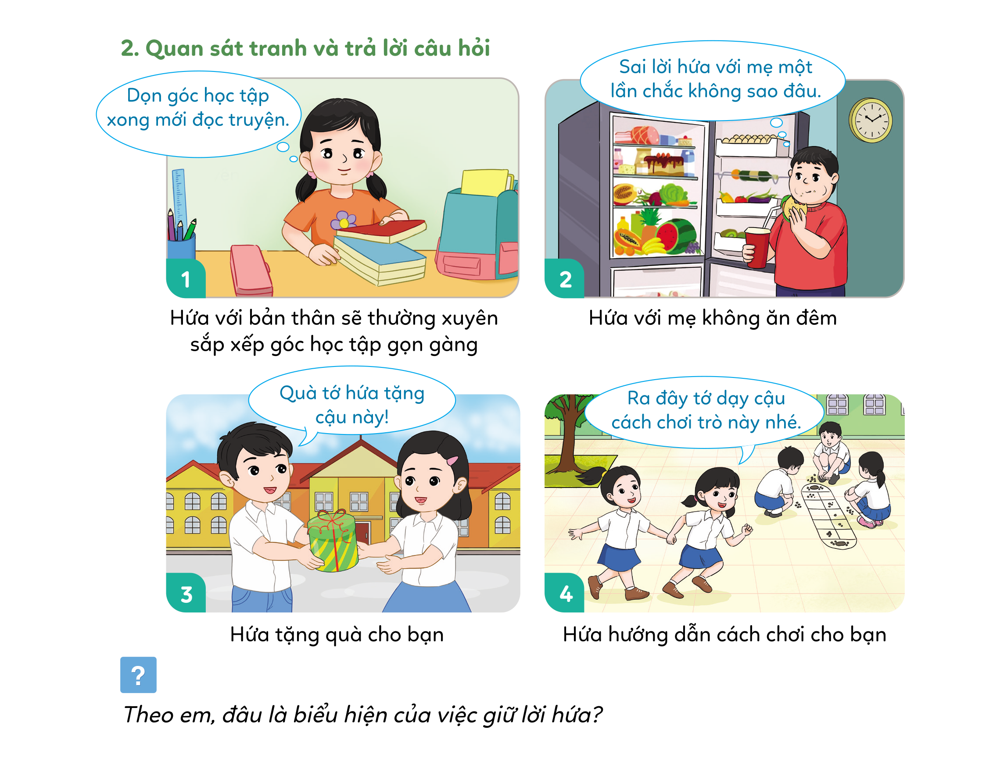 2. Quan sát tranh và trả lời câu hỏi
Dọn góc học tập
xong mới đọc truyện.
1
Hứa với bản thân sẽ thường xuyên
sắp xếp góc học tập gọn gàng
Sai lời hứa với mẹ một
lần chắc không sao đâu.
2
Hứa với mẹ không ăn đêm
Quà tớ hứa tặng
cậu này!
3
Hứa tặng quà cho bạn
Ra đây tớ dạy cậu
cách chơi trò này nhé.
4
Hứa hướng dẫn cách chơi cho bạn
?
Theo em, đâu là biểu hiện của việc giữ lời hứa?